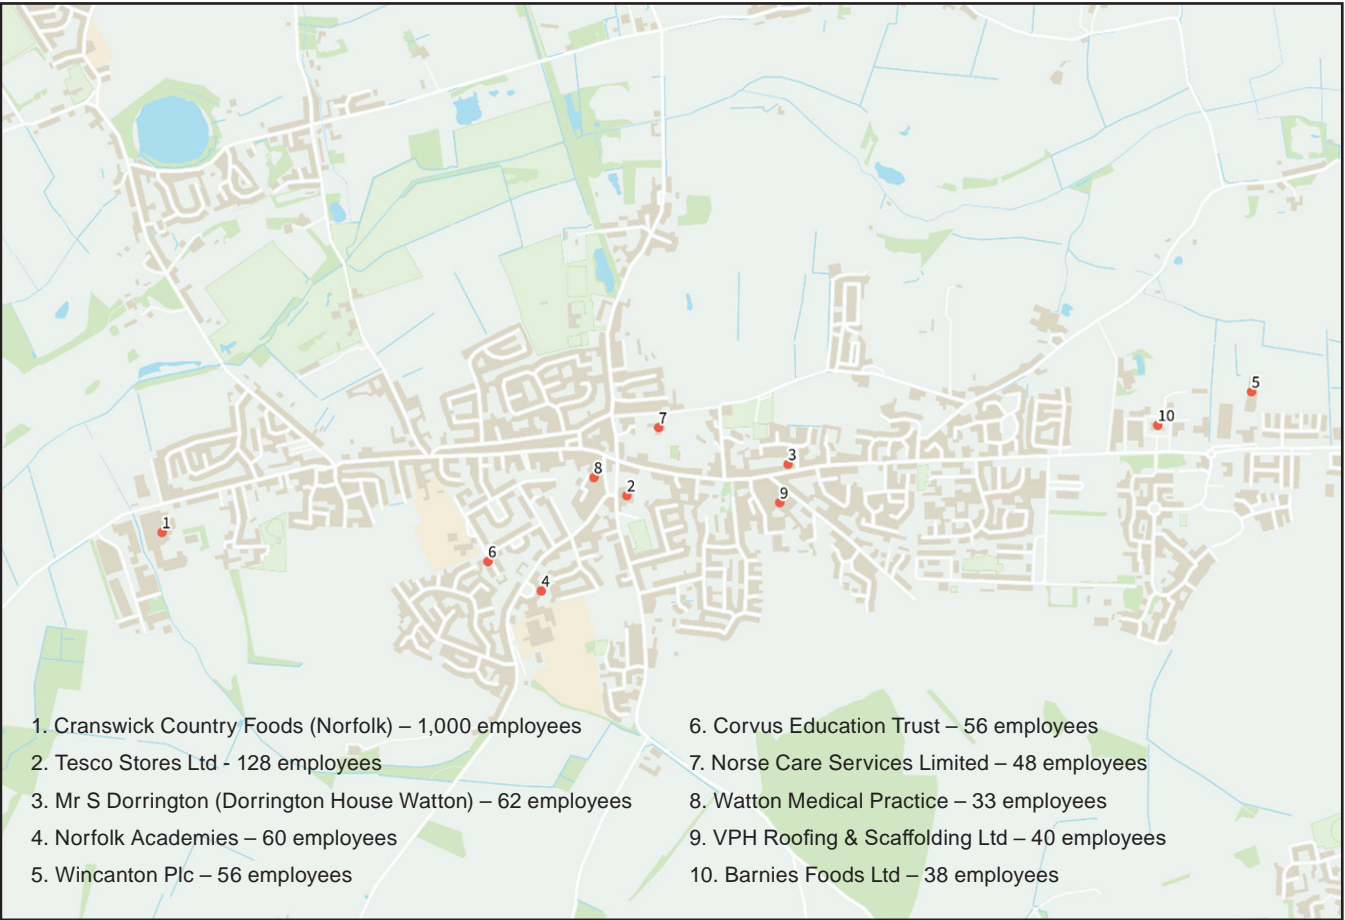 5
7
10
3
8
2
9
1
6
4
1. Cranswick Country Foods (Norfolk) – 1,000 employees
2. Tesco Stores Ltd - 128 employees
3. Mr S Dorrington (Dorrington House Watton) – 62 employees
4. Norfolk Academies – 60 employees
5. Wincanton Plc – 56 employees
6. Corvus Education Trust – 56 employees
7. Norse Care Services Limited – 48 employees
8. Watton Medical Practice – 33 employees
9. VPH Roofing & Scaffolding Ltd – 40 employees
10. Barnies Foods Ltd – 38 employees